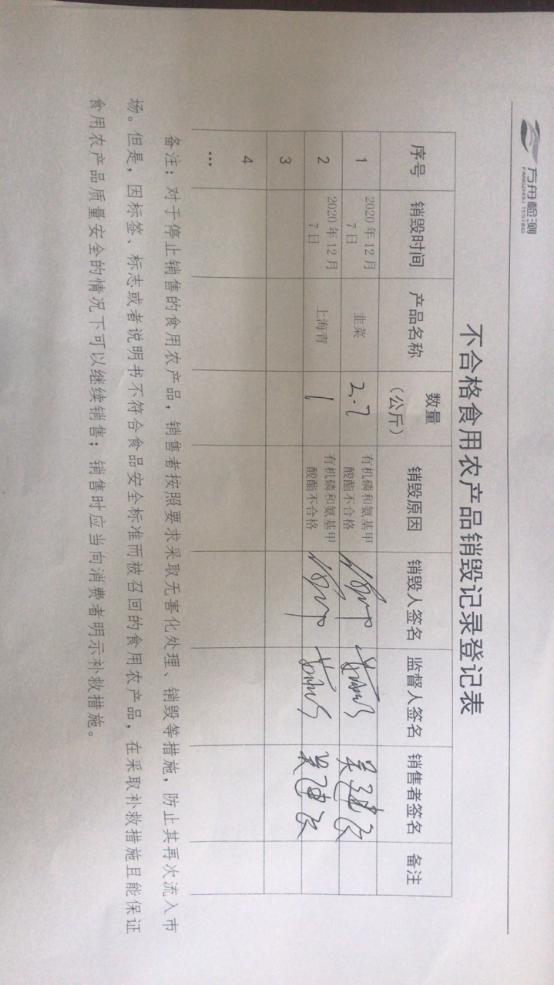 方舟检测
FANGZHOU TESTING
不合格食用农产品销毁记录登记表
序号 销毁时间 产品名称 数量（公斤） 销毁原因 销毁人签名 监督人签名 销售者签名 备注
1 2020年12月7日 韭菜 2.7 有机磷和氨基甲酸酯不合格
2 2020年12月7日 上海青 1 有机磷和氨基甲酸酯不合格
3
4
…
备注：对于停止销售的食用农产品，销售者按照要求采取无害化处理、销毁等措施，防止其再次流入市
场。但是，因标签、标志或者说明书不符合食品安全标准而被召回的食用农产品，在采取补救措施且能保证
食用农产品质量安全的情况下可以继续销售；销售时应当向消费者明示补救措施。